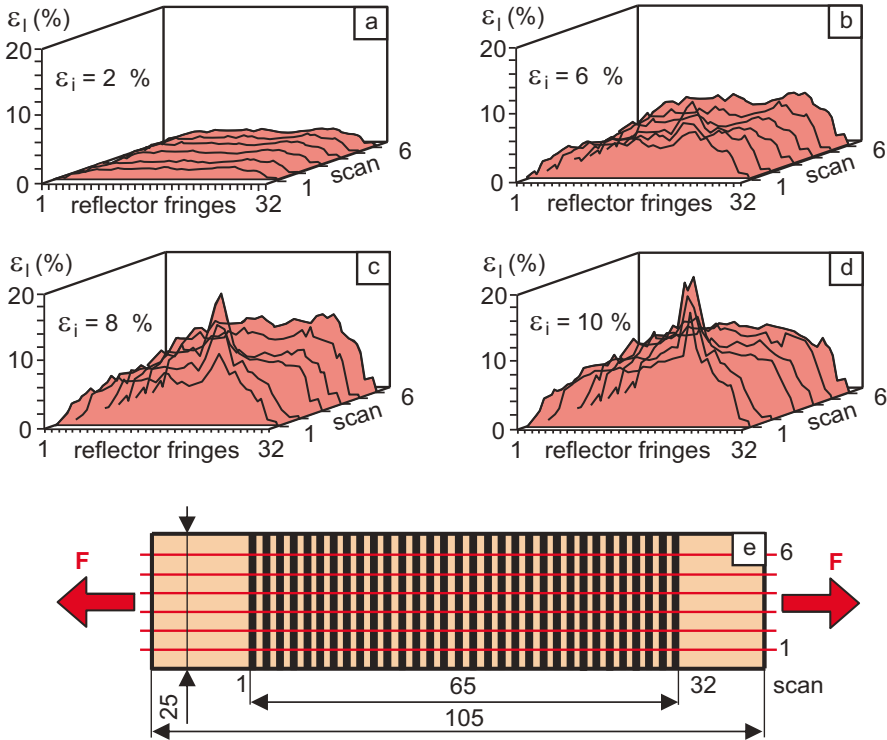 εl (%)
a
20
εi = 2 %
10
0
1
reflector fringes
32
1
scan
6
εl (%)
b
20
εi = 6 %
10
0
1
reflector fringes
32
1
scan
6
εl (%)
c
20
εi = 8 %
10
0
1
reflector fringes
32
1
scan
6
εl (%)
d
20
εi = 10 %
10
0
1
reflector fringes
32
1
scan
6
e
6
F
F
1
1
65
32
scan
25
105